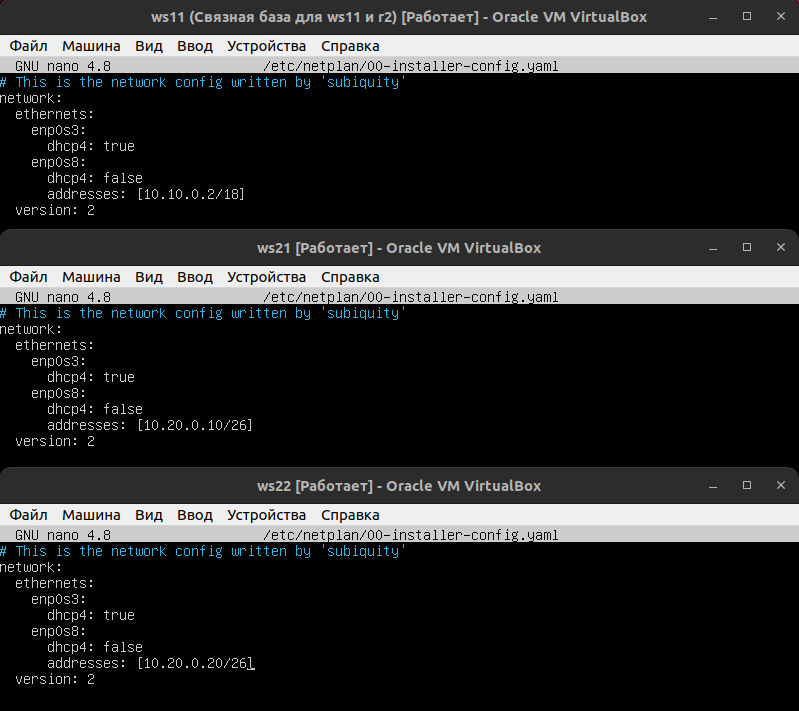 ws11 (Связная база для ws11 и r2) [Работает] - Oracle VM VirtualBox
Файл Машина Вид Ввод Устройства Справка
GNU nano 4.8 /etc/netplan/00-installer-config.yaml
# This is the network config written by 'subiquity'
network:
  ethernets:
    enp0s3:
      dhcp4: true
    enp0s8:
      dhcp4: false
      addresses: [10.10.0.2/18]
  version: 2
ws21 [Работает] - Oracle VM VirtualBox
Файл Машина Вид Ввод Устройства Справка
GNU nano 4.8 /etc/netplan/00-installer-config.yaml
# This is the network config written by 'subiquity'
network:
  ethernets:
    enp0s3:
      dhcp4: true
    enp0s8:
      dhcp4: false
      addresses: [10.20.0.10/26]
  version: 2
ws22 [Работает] - Oracle VM VirtualBox
Файл Машина Вид Ввод Устройства Справка
GNU nano 4.8 /etc/netplan/00-installer-config.yaml
# This is the network config written by 'subiquity'
network:
  ethernets:
    enp0s3:
      dhcp4: true
    enp0s8:
      dhcp4: false
      addresses: [10.20.0.20/26]
  version: 2